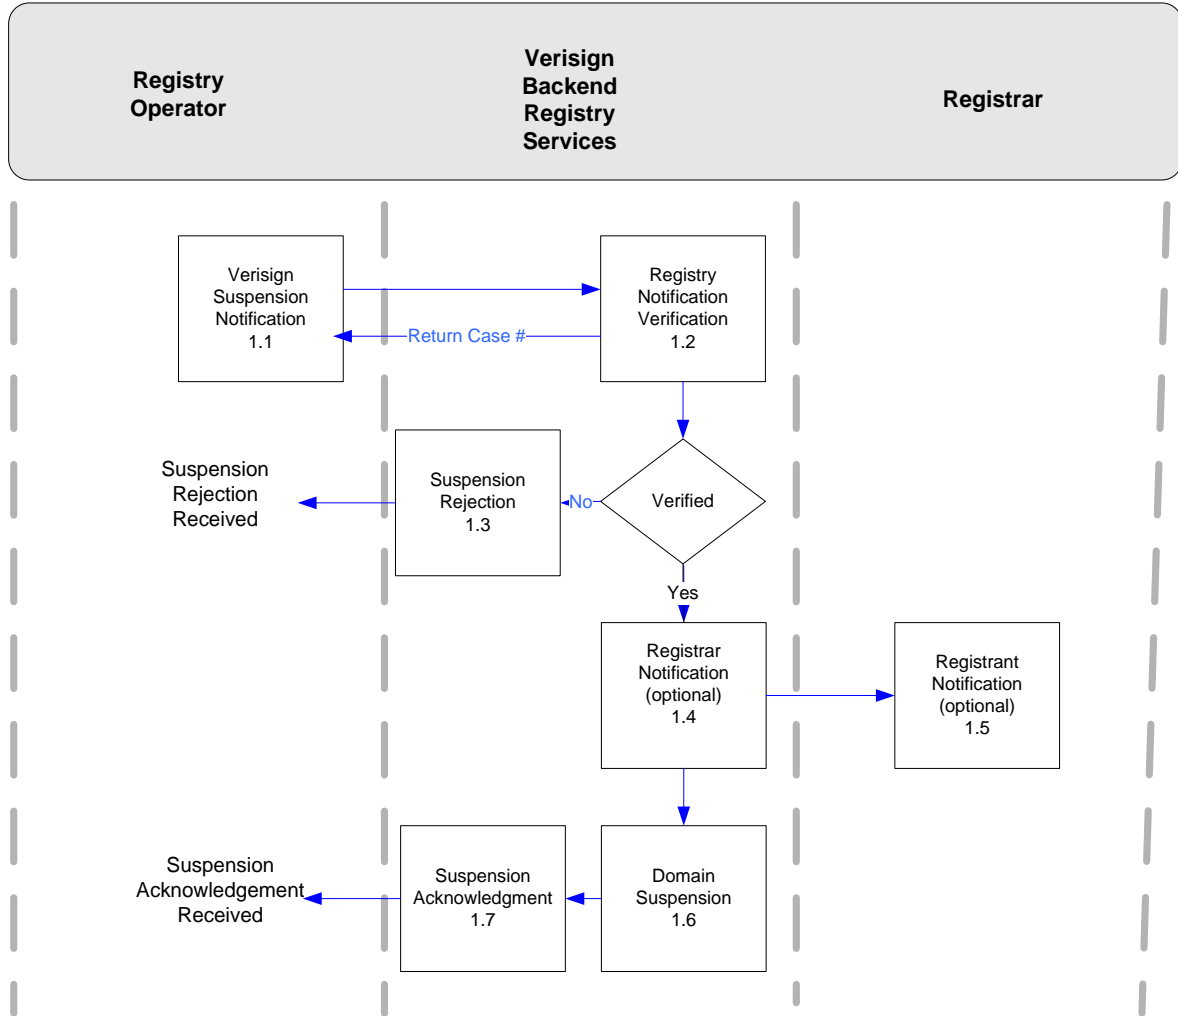 Registry
Operator
Verisign
Backend
Registry
Services
Registrar
Verisign
Suspension
Notification
1.1
Return Case #
Registry
Notification
Verification
1.2
Suspension
Rejection
Received
Suspension
Rejection
1.3
No
Verified
Yes
Registrar
Notification
(optional)
1.4
Registrant
Notification
(optional)
1.5
Suspension
Acknowledgement
Received
Suspension
Acknowledgment
1.7
Domain
Suspension
1.6